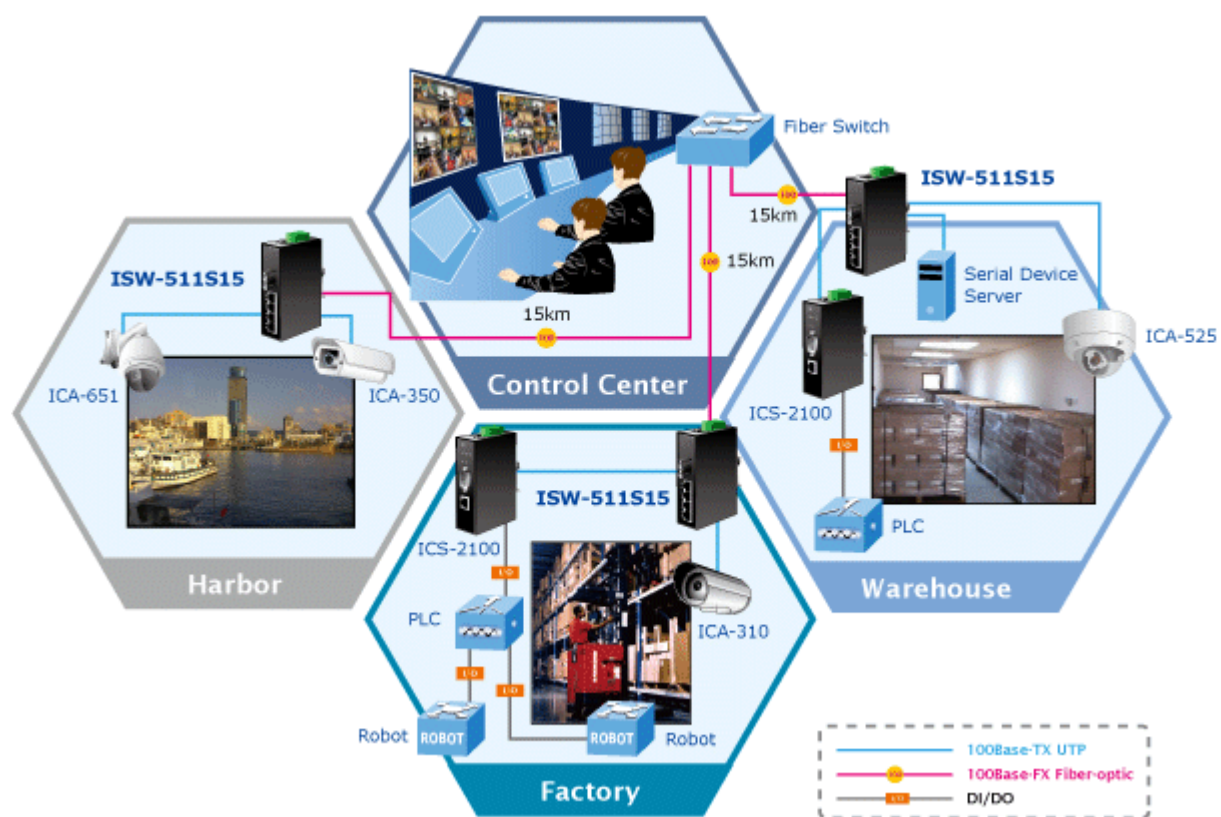 Fiber Switch
ISW-511S15
15km
15km
ISW-511S15
Serial Device
Server
15km
ICA-651
ICA-350
ICS-2100
ICA-525
Control Center
ISW-511S15
ICS-2100
PLC
Harbor
I/O
Warehouse
I/O
PLC
ICA-310
I/O
I/O
Robot
ROBOT
ROBOT
Robot
Factory
100Base-TX UTP
100
100Base-FX Fiber-optic
I/O
DI/DO